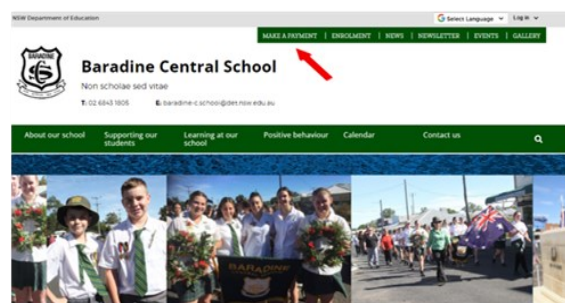 NSW Department of Education
Select Language
Log in
MAKE A PAYMENT | ENROLMENT | NEWS | NEWSLETTER | EVENTS | GALLERY
BARADINE
Baradine Central School
Non scholae sed vitae
T: 02 6843 1806 E: baradine-c.school@det.nsw.edu.au
About our school
Supporting our
students
Learning at our
school
Positive behaviour
Calendar
Contact us
BARADINE